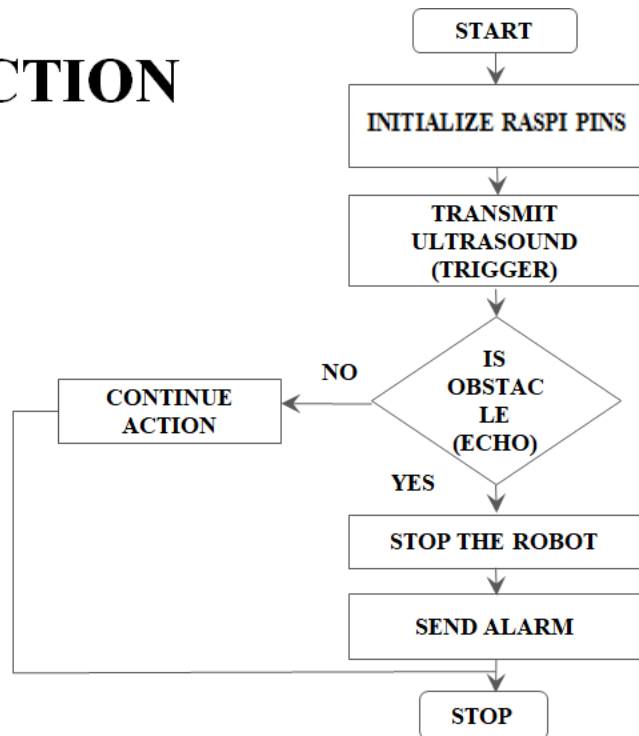 CTION
START
INITIALIZE RASPI PINS
TRANSMIT
ULTRASOUND
(TRIGGER)
IS
OBSTAC
LE
(ECHO)
NO
CONTINUE
ACTION
YES
STOP THE ROBOT
SEND ALARM
STOP